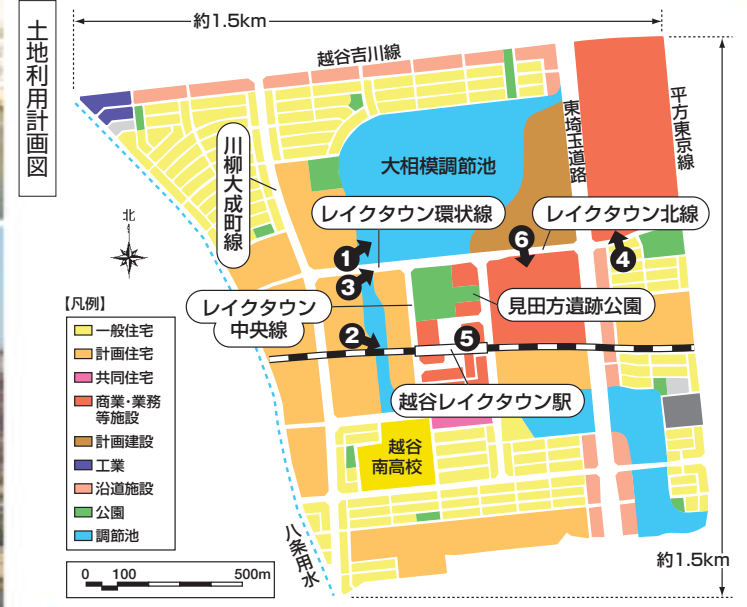 土地利用計画図
約1.5km
越谷吉川線
東埼玉道路
平方東京線
川柳大成町線
大相模調節池
北
レイクタウン環状線
レイクタウン北線
1
6
4
3
レイクタウン
中央線
見田方遺跡公園
2
5
越谷レイクタウン駅
【凡例】
一般住宅
計画住宅
共同住宅
商業・業務
等施設
計画建設
工業
沿道施設
公園
調節池
越谷
南高校
八条用水
約1.5km
0 100 500m